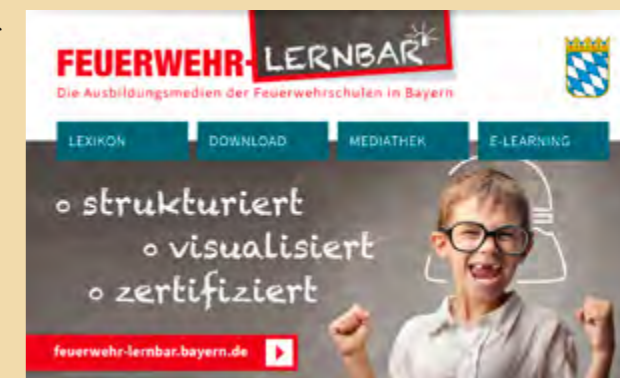 FEUERWEHR-LERNBAR
Die Ausbildungsmedien der Feuerwehrschulen in Bayern
LEXIKON DOWNLOAD MEDIATHEK E-LEARNING
strukturiert
visualisiert
zertifiziert
feuerwehr-lernbar.bayern.de